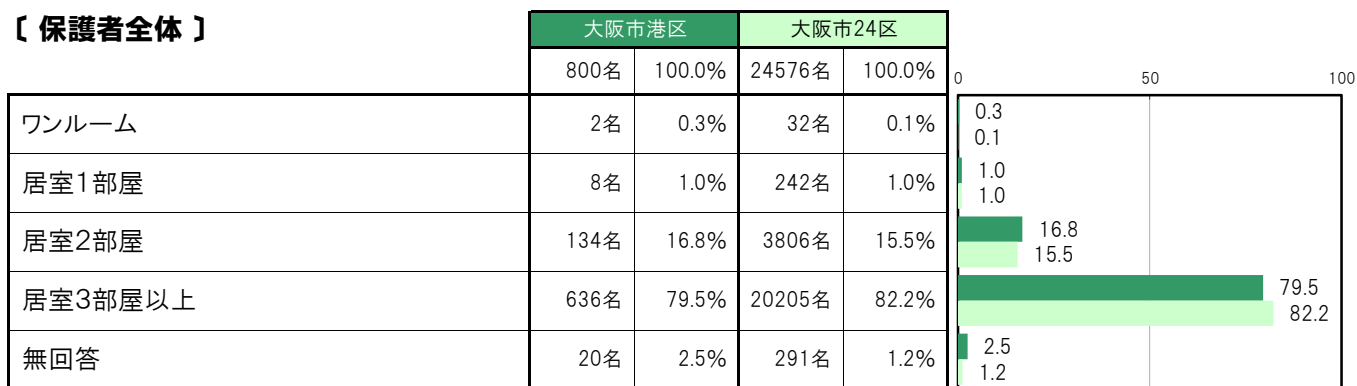 〔 保護者全体 〕
大阪市港区 大阪市24区
800名 100.0% 24576名 100.0% 0 50 100
ワンルーム 2名 0.3% 32名 0.1% 0.3
0.1
居室1部屋 8名 1.0% 242名 1.0% 1.0
1.0
居室2部屋 134名 16.8% 3806名 15.5% 16.8
15.5
居室3部屋以上 636名 79.5% 20205名 82.2% 79.5
82.2
無回答 20名 2.5% 291名 1.2% 2.5
1.2